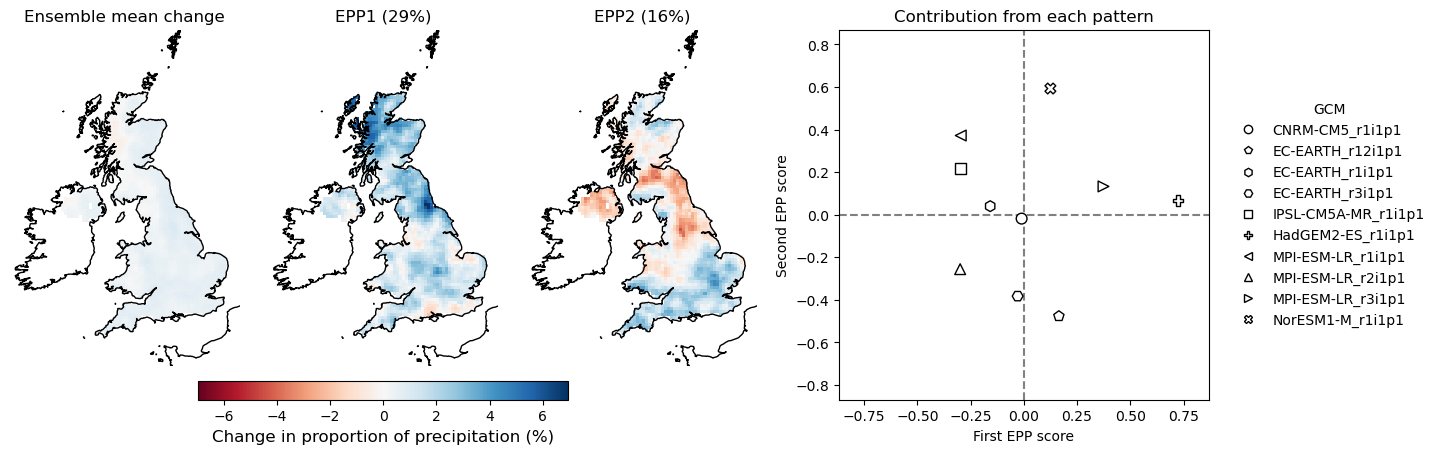 Ensemble mean change
EPP1 (29%)
EPP2 (16%)
−6 −4 −2 0 2 4 6
Change in proportion of precipitation (%)
Contribution from each pattern
0.8
0.6
0.4
0.2
0.0
−0.2
−0.4
−0.6
−0.8
Second EPP score
−0.75 −0.50 −0.25 0.00 0.25 0.50 0.75
First EPP score
GCM
CNRM-CM5_r1i1p1
EC-EARTH_r12i1p1
EC-EARTH_r1i1p1
EC-EARTH_r3i1p1
IPSL-CM5A-MR_r1i1p1
HadGEM2-ES_r1i1p1
MPI-ESM-LR_r1i1p1
MPI-ESM-LR_r2i1p1
MPI-ESM-LR_r3i1p1
NorESM1-M_r1i1p1